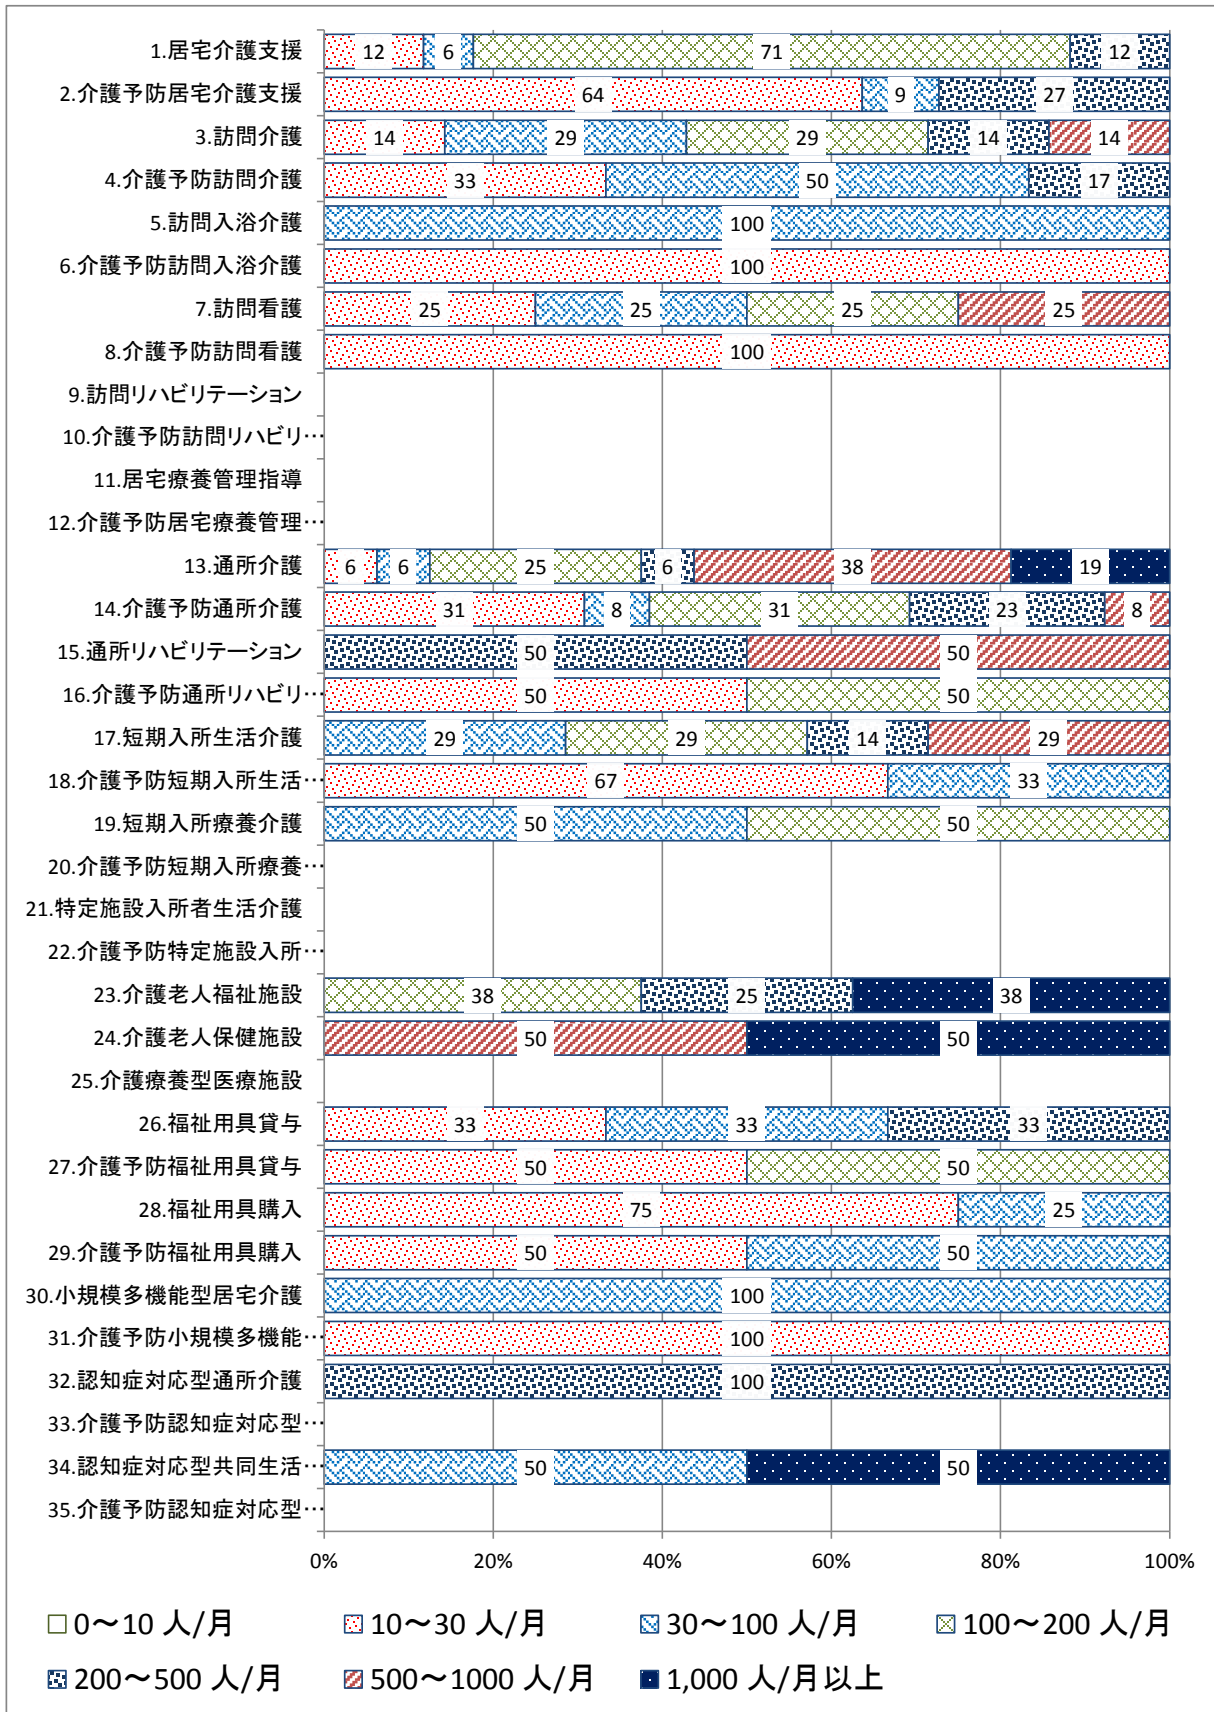 1.居宅介護支援 12 6 71 12
2.介護予防居宅介護支援 64 9 27
3.訪問介護 14 29 29 14 14
4.介護予防訪問介護 33 50 17
5.訪問入浴介護 100
6.介護予防訪問入浴介護 100
7.訪問看護 25 25 25 25
8.介護予防訪問看護 100
9.訪問リハビリテーション
10.介護予防訪問リハビリ…
11.居宅療養管理指導
12.介護予防居宅療養管理…
13.通所介護 6 6 25 6 38 19
14.介護予防通所介護 31 8 31 23 8
15.通所リハビリテーション 50 50
16.介護予防通所リハビリ… 50 50
17.短期入所生活介護 29 29 14 29
18.介護予防短期入所生活… 67 33
19.短期入所療養介護 50 50
20.介護予防短期入所療養…
21.特定施設入所者生活介護
22.介護予防特定施設入所…
23.介護老人福祉施設 38 25 38
24.介護老人保健施設 50 50
25.介護療養型医療施設
26.福祉用具貸与 33 33 33
27.介護予防福祉用具貸与 50 50
28.福祉用具購入 75 25
29.介護予防福祉用具購入 50 50
30.小規模多機能型居宅介護 100
31.介護予防小規模多機能… 100
32.認知症対応型通所介護 100
33.介護予防認知症対応型…
34.認知症対応型共同生活… 50 50
35.介護予防認知症対応型…
0% 20% 40% 60% 80% 100%
0～10 人/月 10～30 人/月 30～100 人/月 100～200 人/月
200～500 人/月 500～1000 人/月 1,000 人/月以上